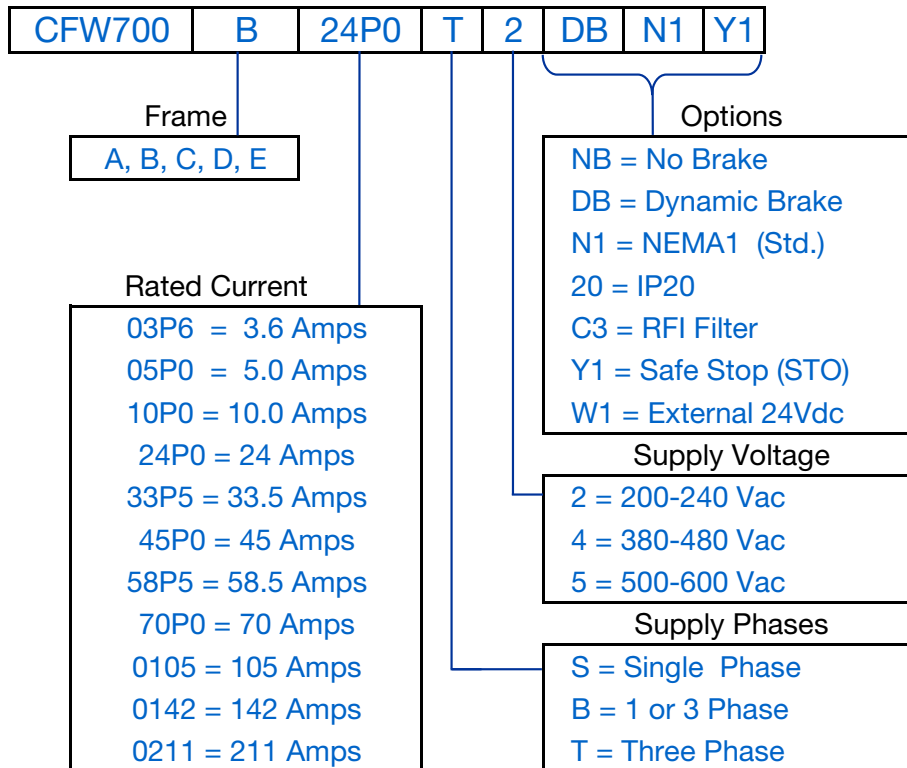 CFW700 B 24P0 T 2 DB N1 Y1
Frame
A, B, C, D, E
Rated Current
03P6 = 3.6 Amps
05P0 = 5.0 Amps
10P0 = 10.0 Amps
24P0 = 24 Amps
33P5 = 33.5 Amps
45P0 = 45 Amps
58P5 = 58.5 Amps
70P0 = 70 Amps
0105 = 105 Amps
0142 = 142 Amps
0211 = 211 Amps
Options
NB = No Brake
DB = Dynamic Brake
N1 = NEMA1 (Std.)
20 = IP20
C3 = RFI Filter
Y1 = Safe Stop (STO)
W1 = External 24Vdc
Supply Voltage
2 = 200-240 Vac
4 = 380-480 Vac
5 = 500-600 Vac
Supply Phases
S = Single Phase
B = 1 or 3 Phase
T = Three Phase